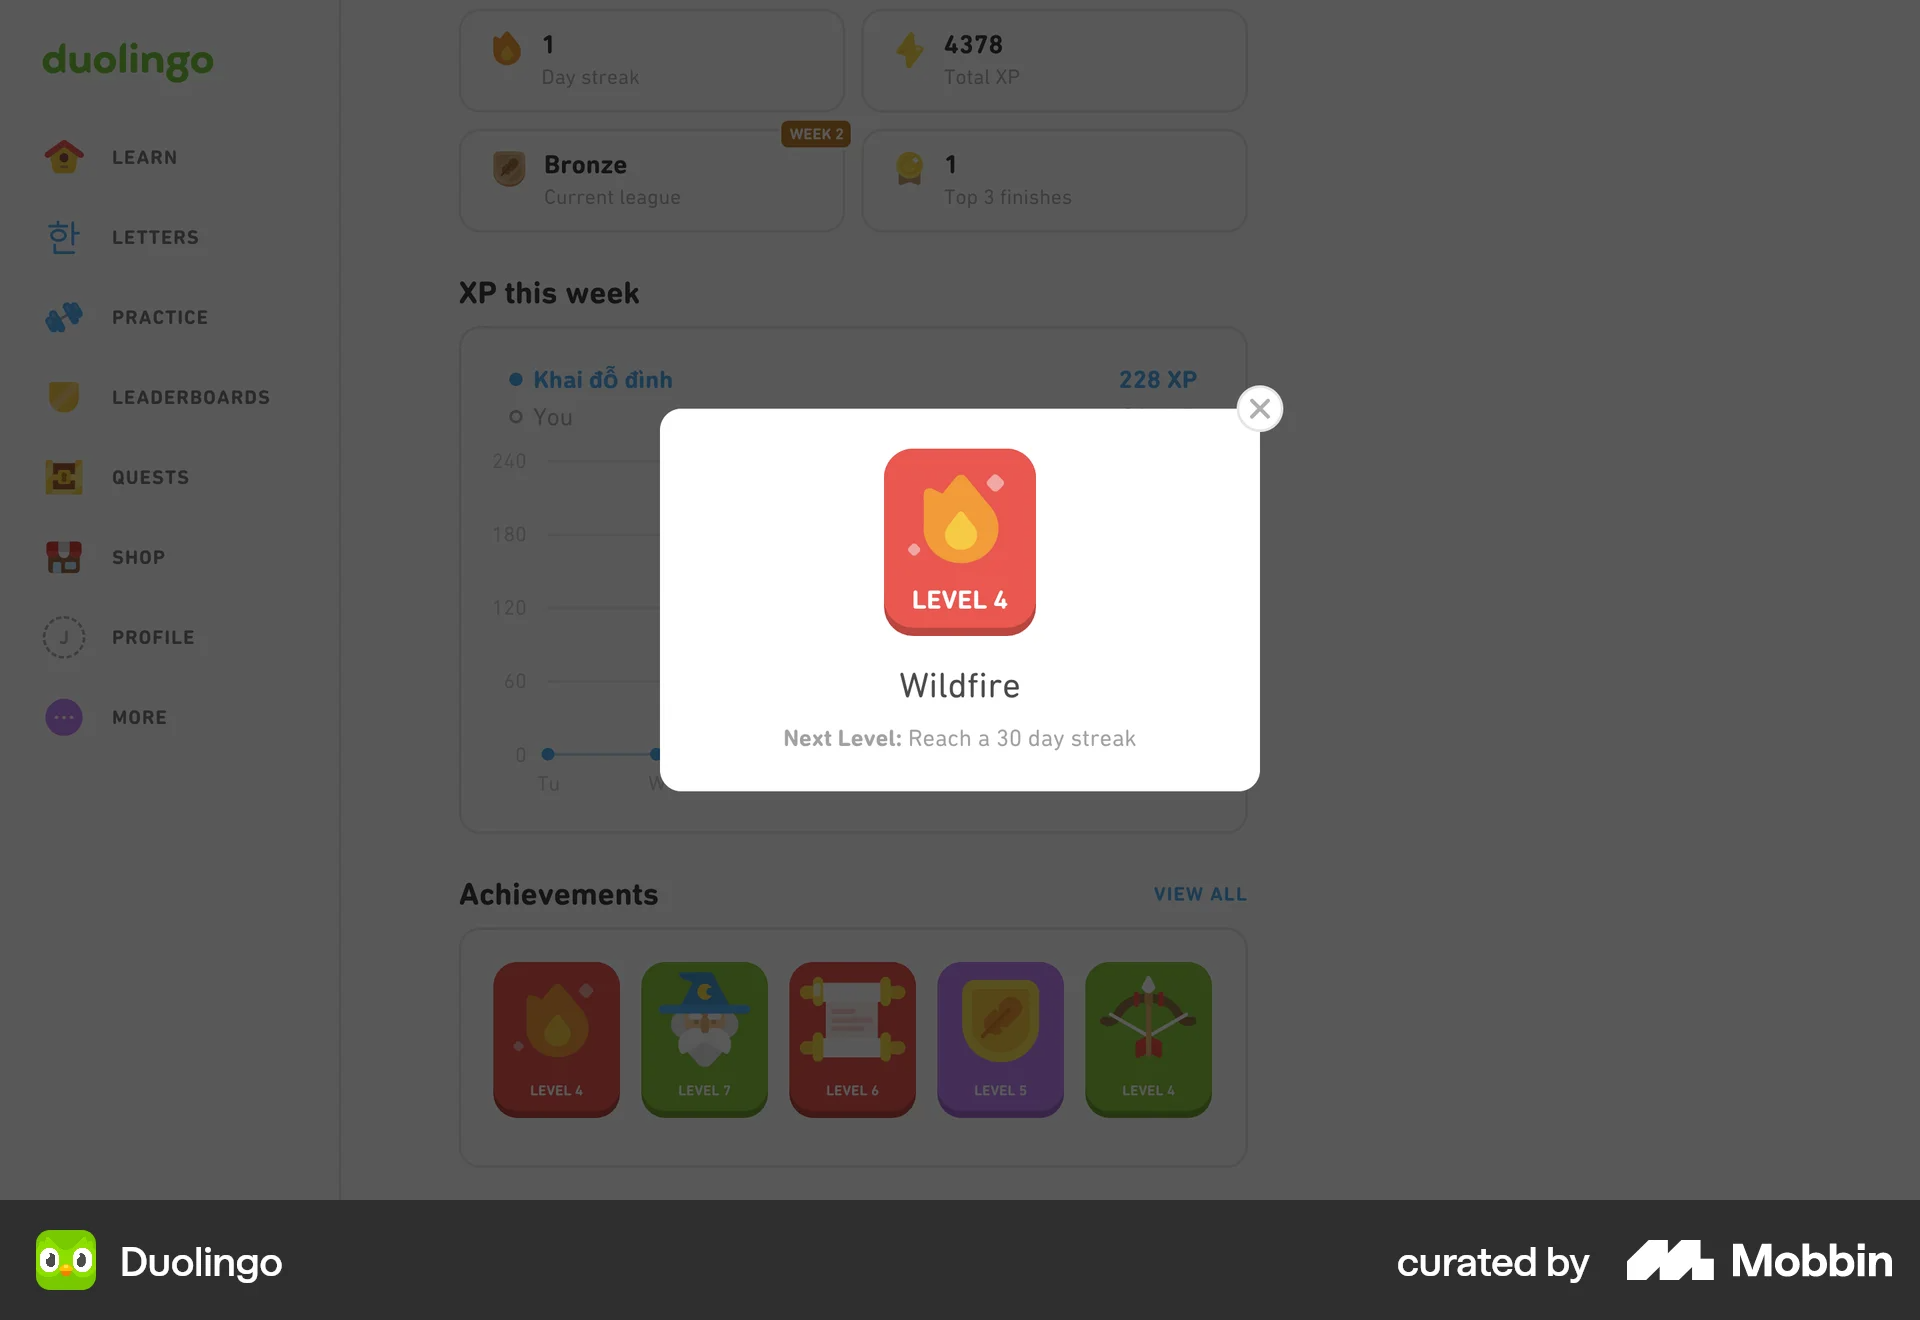 duolingo
LEARN
한
LETTERS
PRACTICE
LEADERBOARDS
QUESTS
SHOP
J
PROFILE
MORE
1
Day streak
4378
Total XP
WEEK 2
Bronze
Current league
1
Top 3 finishes
XP this week
Khai đỗ đình
228 XP
You
240
180
120
60
0
Tu
LEVEL 4
Wildfire
Next Level: Reach a 30 day streak
Achievements
VIEW ALL
LEVEL 4
LEVEL 7
LEVEL 6
LEVEL 5
LEVEL 4
Duolingo
curated by Mobbin